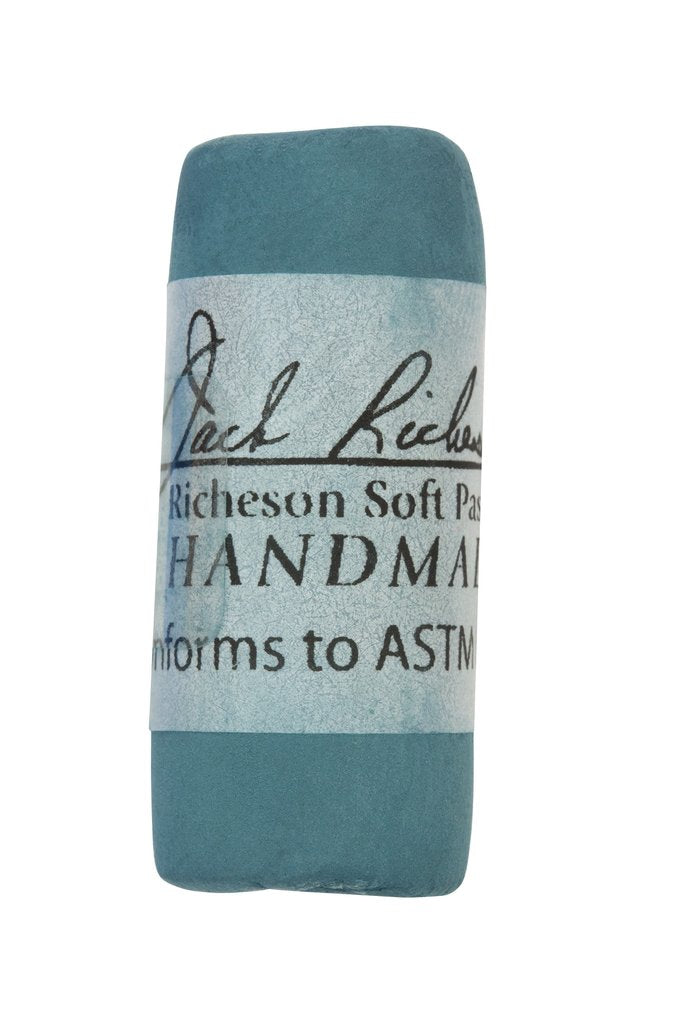 Jack Riches
Richeson Soft Pas
HANDMA
nforms to ASTM